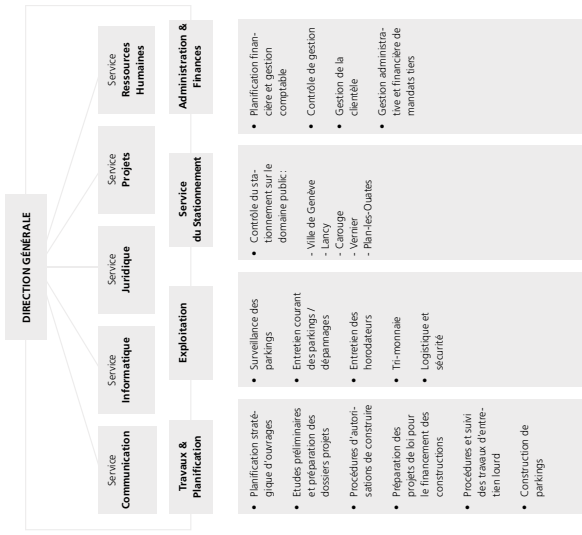 DIRECTION GÉNÉRALE
Service
Communication
Service
Informatique
Service
Juridique
Service
Projets
Service
Ressources
Humaines
Travaux &
Planification
Exploitation
Service
du Stationnement
Administration &
Finances
• Planification straté-
gique d'ouvrages
• Etudes préliminaires
et préparation des
dossiers projets
• Procédures d'autori-
sations de construire
• Préparation des
projets de loi pour
le financement des
constructions
• Procédures et suivi
des travaux d'entre-
tien lourd
• Construction de
parkings
• Surveillance des
parkings
• Entretien courant
des parkings /
dépannages
• Entretien des
horodateurs
• Tri-monnaie
• Logistique et
sécurité
• Contrôle du sta-
tionnement sur le
domaine public :
- Ville de Genève
- Lancy
- Carouge
- Vernier
- Plan-les-Ouates
• Planification finan-
cière et gestion
comptable
• Contrôle de gestion
• Gestion de la
clientèle
• Gestion administra-
tive et financière de
mandats tiers